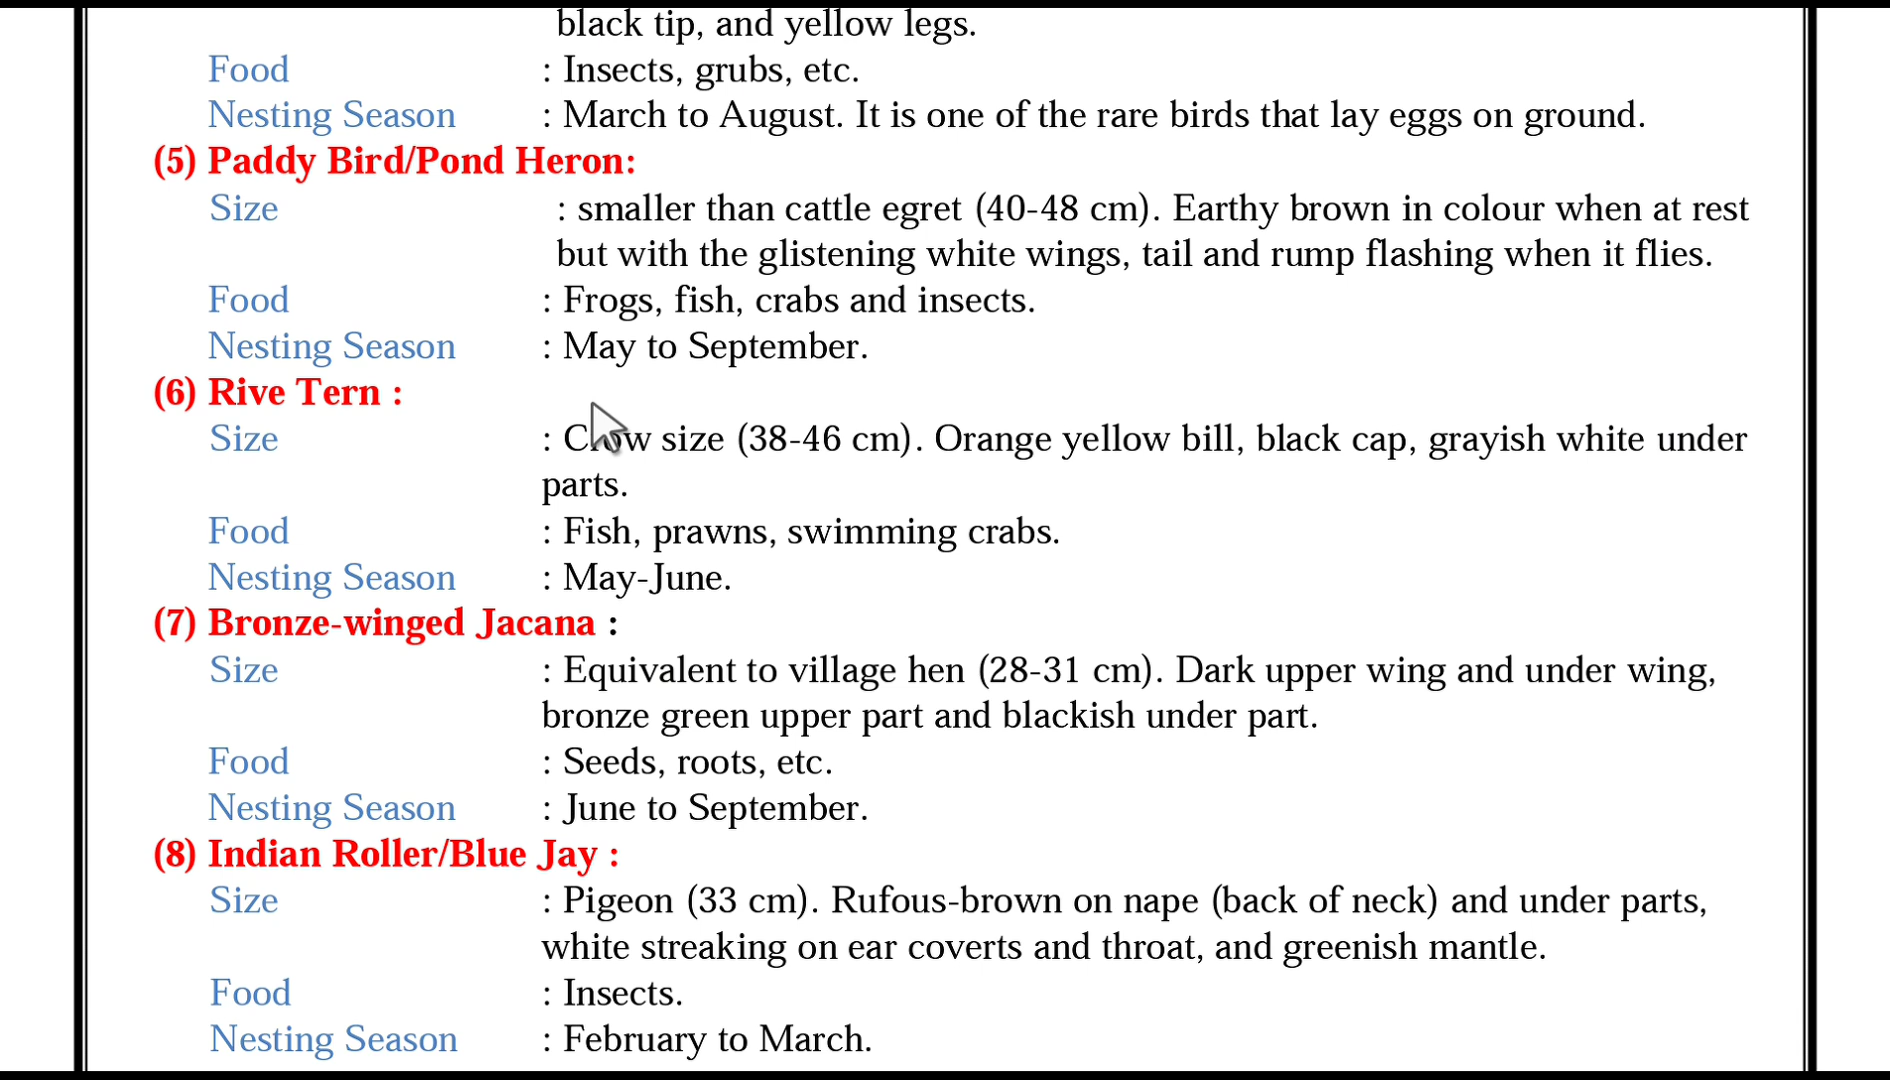 black tip, and yellow legs.
Food : Insects, grubs, etc.
Nesting Season : March to August. It is one of the rare birds that lay eggs on ground.
(5) Paddy Bird/Pond Heron:
Size : smaller than cattle egret (40-48 cm). Earthy brown in colour when at rest
but with the glistening white wings, tail and rump flashing when it flies.
Food : Frogs, fish, crabs and insects.
Nesting Season : May to September.
(6) Rive Tern :
Size : Crow size (38-46 cm). Orange yellow bill, black cap, grayish white under
parts.
Food : Fish, prawns, swimming crabs.
Nesting Season : May-June.
(7) Bronze-winged Jacana :
Size : Equivalent to village hen (28-31 cm). Dark upper wing and under wing,
bronze green upper part and blackish under part.
Food : Seeds, roots, etc.
Nesting Season : June to September.
(8) Indian Roller/Blue Jay :
Size : Pigeon (33 cm). Rufous-brown on nape (back of neck) and under parts,
white streaking on ear coverts and throat, and greenish mantle.
Food : Insects.
Nesting Season : February to March.